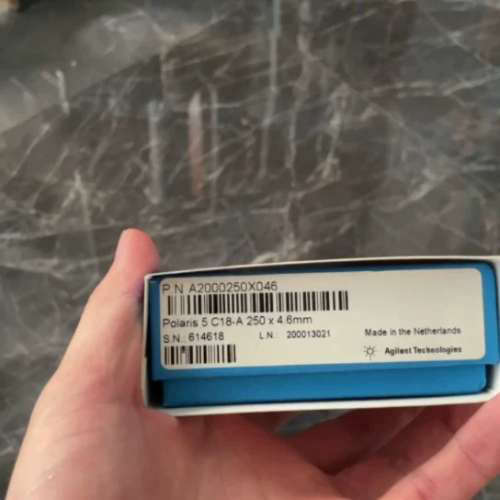 P N A2000250X046
Polaris 5 C18-A 250 x 4.6mm
S.N.: 614618 L.N.: 200013021 Made in the Netherlands
Agilent Technologies